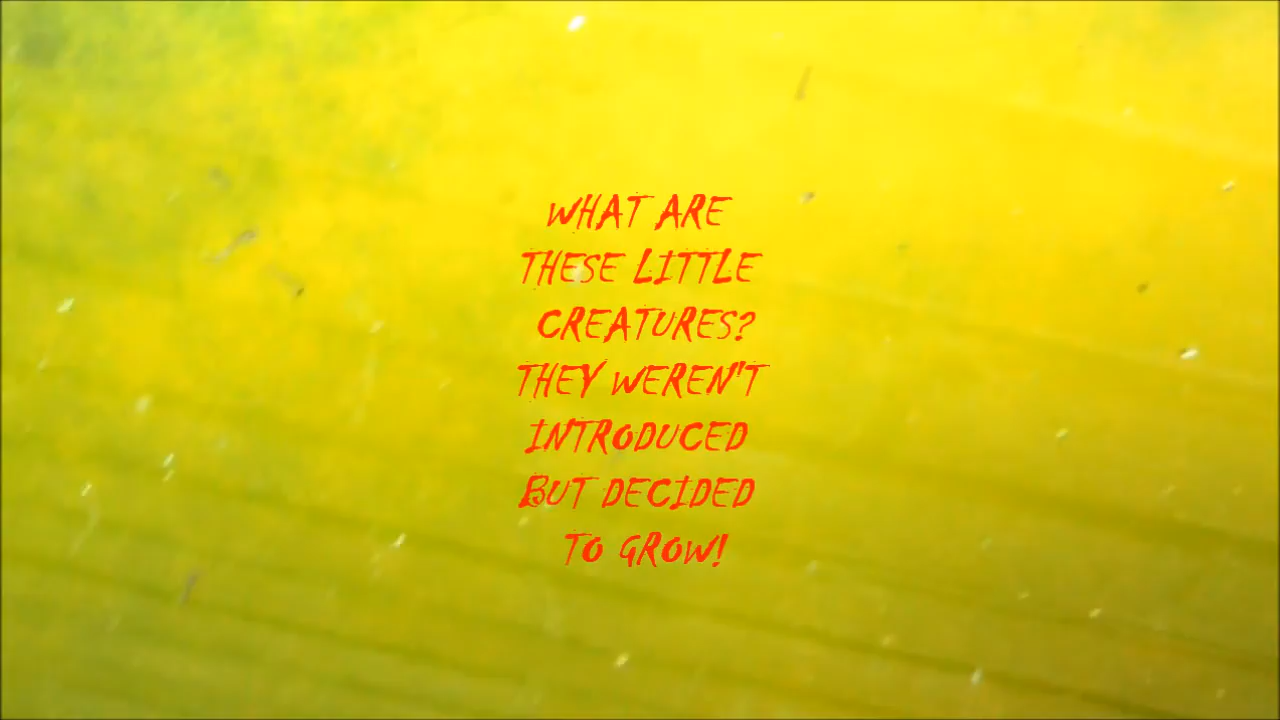 WHAT ARE
THESE LITTLE
CREATURES?
THEY WEREN'T
INTRODUCED
BUT DECIDED
TO GROW!